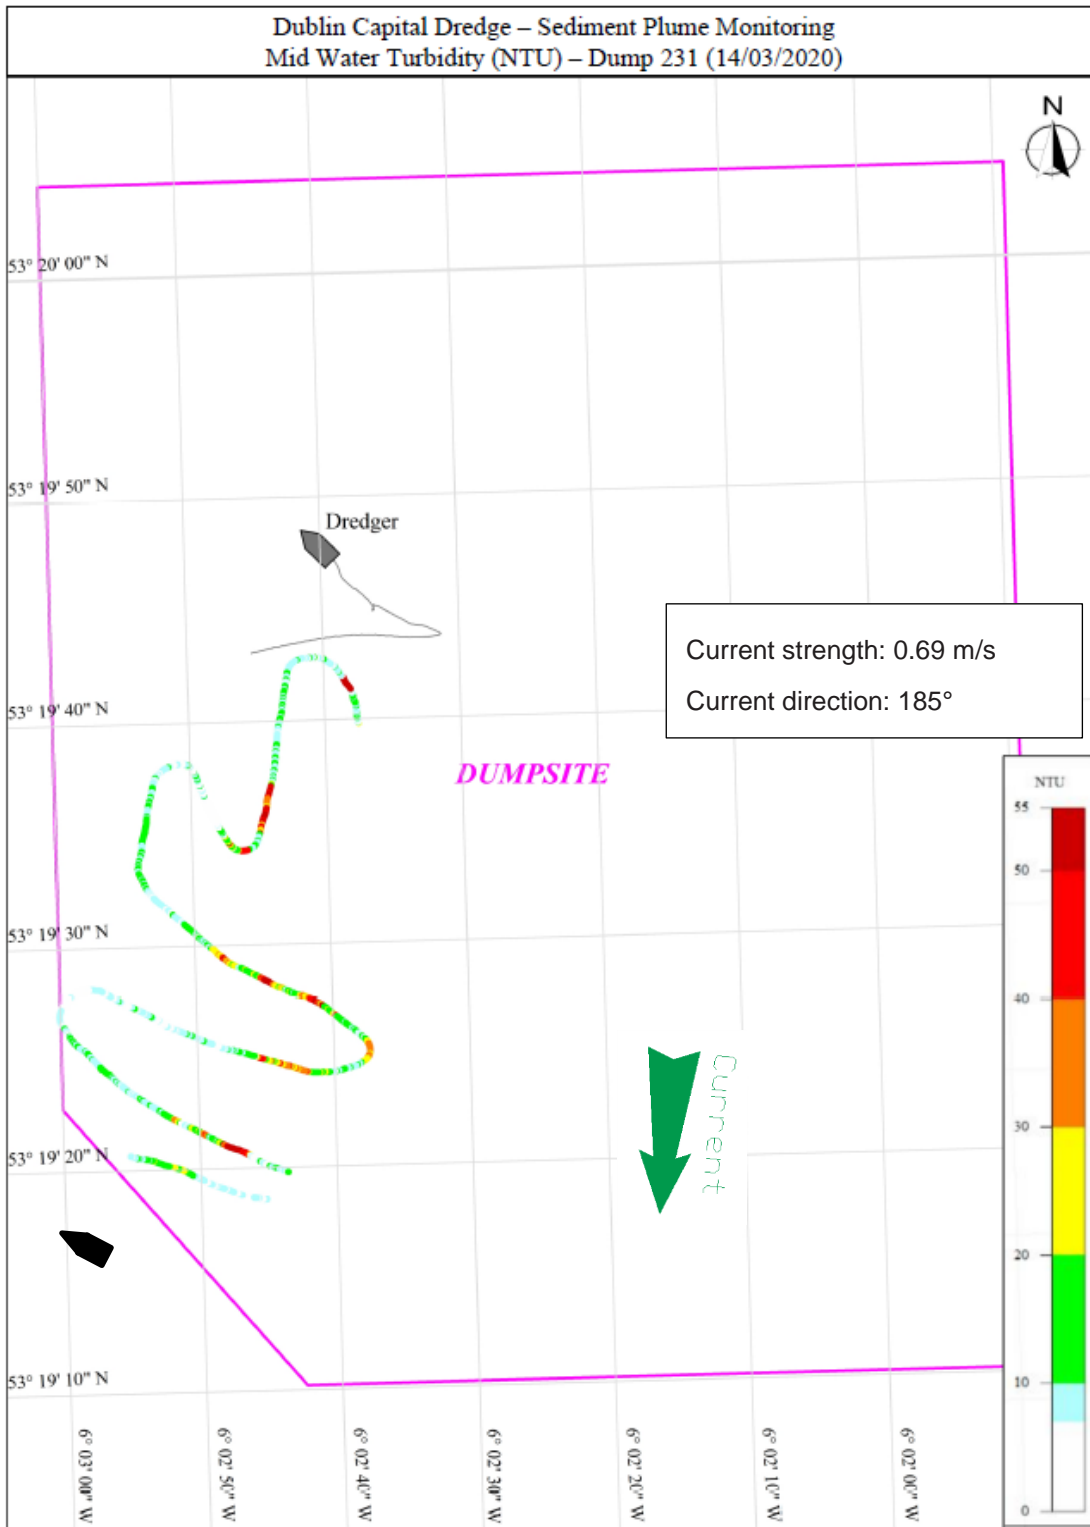 Dublin Capital Dredge – Sediment Plume Monitoring
Mid Water Turbidity (NTU) – Dump 231 (14/03/2020)
N
53° 20' 00" N
53° 19' 50" N
Dredger
Current strength: 0.69 m/s
Current direction: 185°
53° 19' 40" N
DUMPSITE
NTU
55
50
53° 19' 30" N
40
Current
30
53° 19' 20" N
20
53° 19' 10" N
10
0
6° 03' 00" W
6° 02' 50" W
6° 02' 40" W
6° 02' 30" W
6° 02' 20" W
6° 02' 10" W
6° 02' 00" W